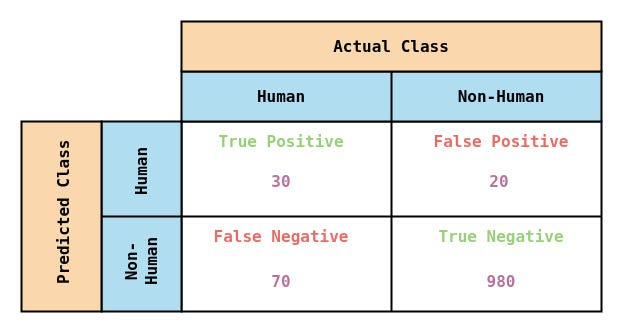 Actual Class
Human
Non-Human
Predicted Class
Human
True Positive
30
False Positive
20
Non-
Human
False Negative
70
True Negative
980